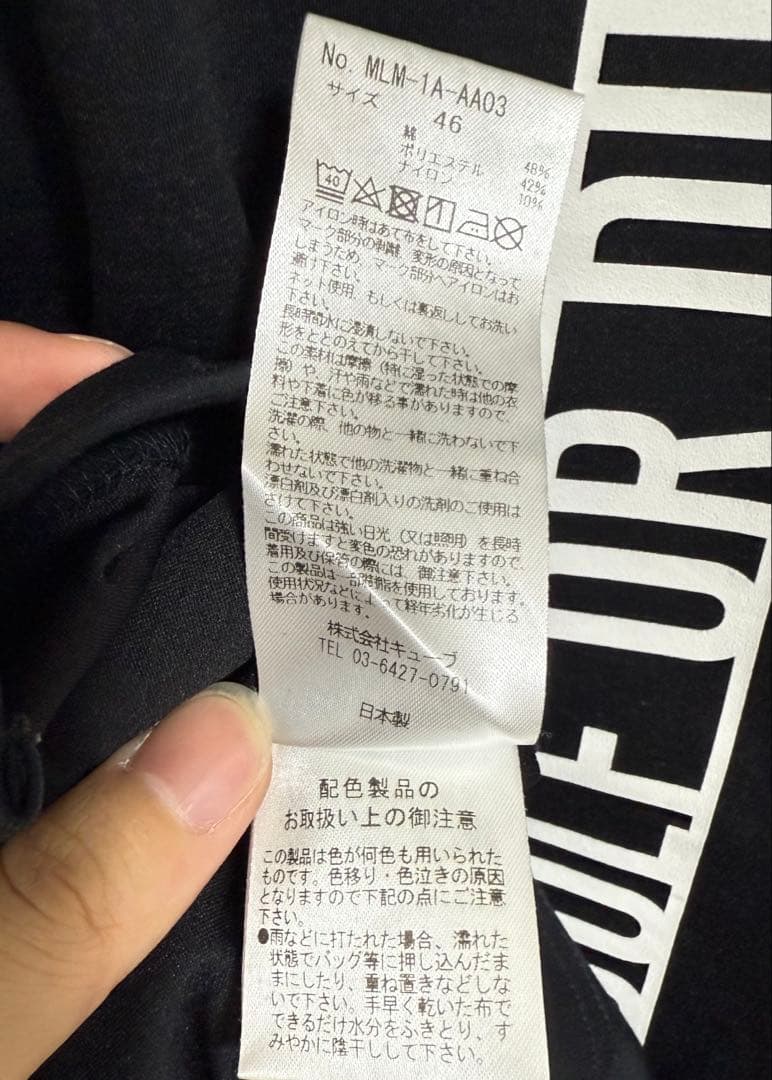 No. MLM-1A-AA03
サイズ 46
綿 48%
ポリエステル 42%
ナイロン 10%
40
アイロン時はあて布をして下さい。
マーク部分の剥離、変形の原因となって
しまうため、マーク部分へアイロンはお
避け下さい。
ネット使用、もしくは裏返ししてお洗い
下さい。
長時間水に浸漬しないで下さい。
形をととのえてから干して下さい。
この素材は摩擦（特に湿った状態での摩
擦）や、汗や雨などで濡れた時は他の衣
料や下着に色が移る事がありますので、
ご注意下さい。
洗濯の際、他の物と一緒に洗わないで下
さい。
濡れた状態で他の洗濯物と一緒に重ね合
わせないで下さい。
漂白剤及び漂白剤入りの洗剤のご使用は
さけて下さい。
この商品は強い日光（又は照明）を長時
間受けますと変色の恐れがありますので、
着用及び保管の際には、御注意下さい。
この製品は一部樹脂を使用しております。
使用状況などによって経年劣化が生じる
場合があります。
株式会社キューブ
TEL 03-6427-0791
日本製
配色製品の
お取扱い上の御注意
この製品は色が何色も用いられた
ものです。色移り・色泣きの原因
となりますので下記の点にご注意
下さい。
●雨などに打たれた場合、濡れた
状態でバッグ等に押し込んだま
まにしたり、重ね置きなどしな
いで下さい。手早く乾いた布で
できるだけ水分をふきとり、す
みやかに陰干しして下さい。
OLF OR DI